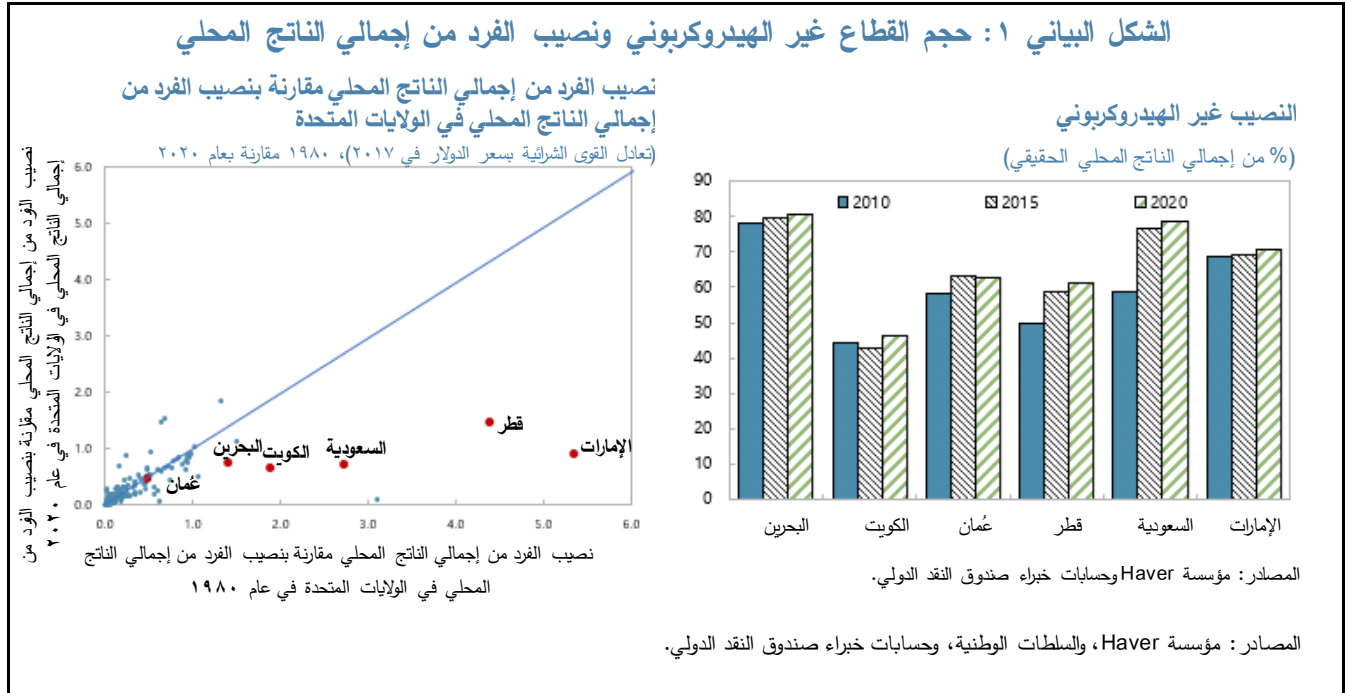 الشكل البياني ١: حجم القطاع غير الهيدروكربوني ونصيب الفرد من إجمالي الناتج المحلي
النصيب غير الهيدروكربوني
(% من إجمالي الناتج المحلي الحقيقي)
90
80
70
60
50
40
30
20
10
0
2010 2015 2020
البحرين الكويت عُمان قطر السعودية الإمارات
المصادر: مؤسسة Haver وحسابات خبراء صندوق النقد الدولي.
نصيب الفرد من إجمالي الناتج المحلي مقارنة بنصيب الفرد من
إجمالي الناتج المحلي في الولايات المتحدة
(تعادل القوى الشرائية بسعر الدولار في ٢٠١٧)، ١٩٨٠ مقارنة بعام ٢٠٢٠
نصيب الفرد من إجمالي الناتج المحلي مقارنة بنصيب الفرد من
إجمالي الناتج المحلي في الولايات المتحدة في عام ٢٠٢٠
6.0
5.0
4.0
3.0
2.0
1.0
0.0
قطر
الإمارات
السعودية
الكويت
البحرين
عُمان
0.0 1.0 2.0 3.0 4.0 5.0 6.0
نصيب الفرد من إجمالي الناتج المحلي مقارنة بنصيب الفرد من إجمالي الناتج
المحلي في الولايات المتحدة في عام ١٩٨٠
المصادر: مؤسسة Haver، والسلطات الوطنية، وحسابات خبراء صندوق النقد الدولي.